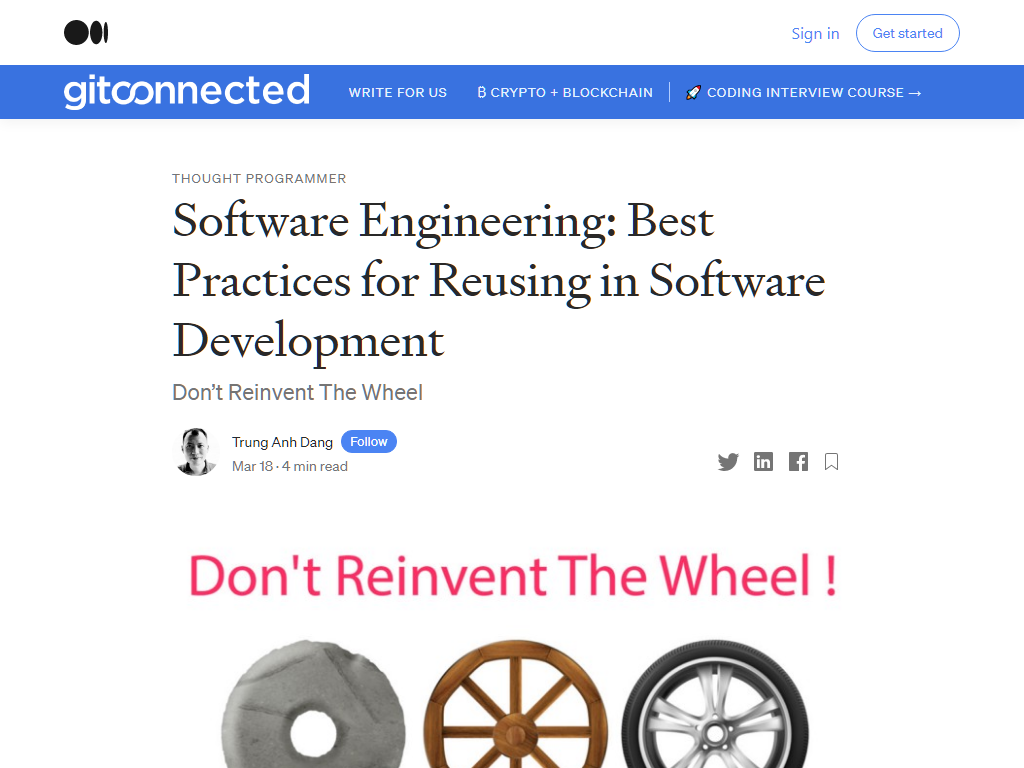 Sign in
Get started
gitconnected
WRITE FOR US
₿ CRYPTO + BLOCKCHAIN
🚀 CODING INTERVIEW COURSE →
THOUGHT PROGRAMMER
Software Engineering: Best
Practices for Reusing in Software
Development
Don’t Reinvent The Wheel
Trung Anh Dang
Follow
Mar 18 · 4 min read
Don't Reinvent The Wheel !